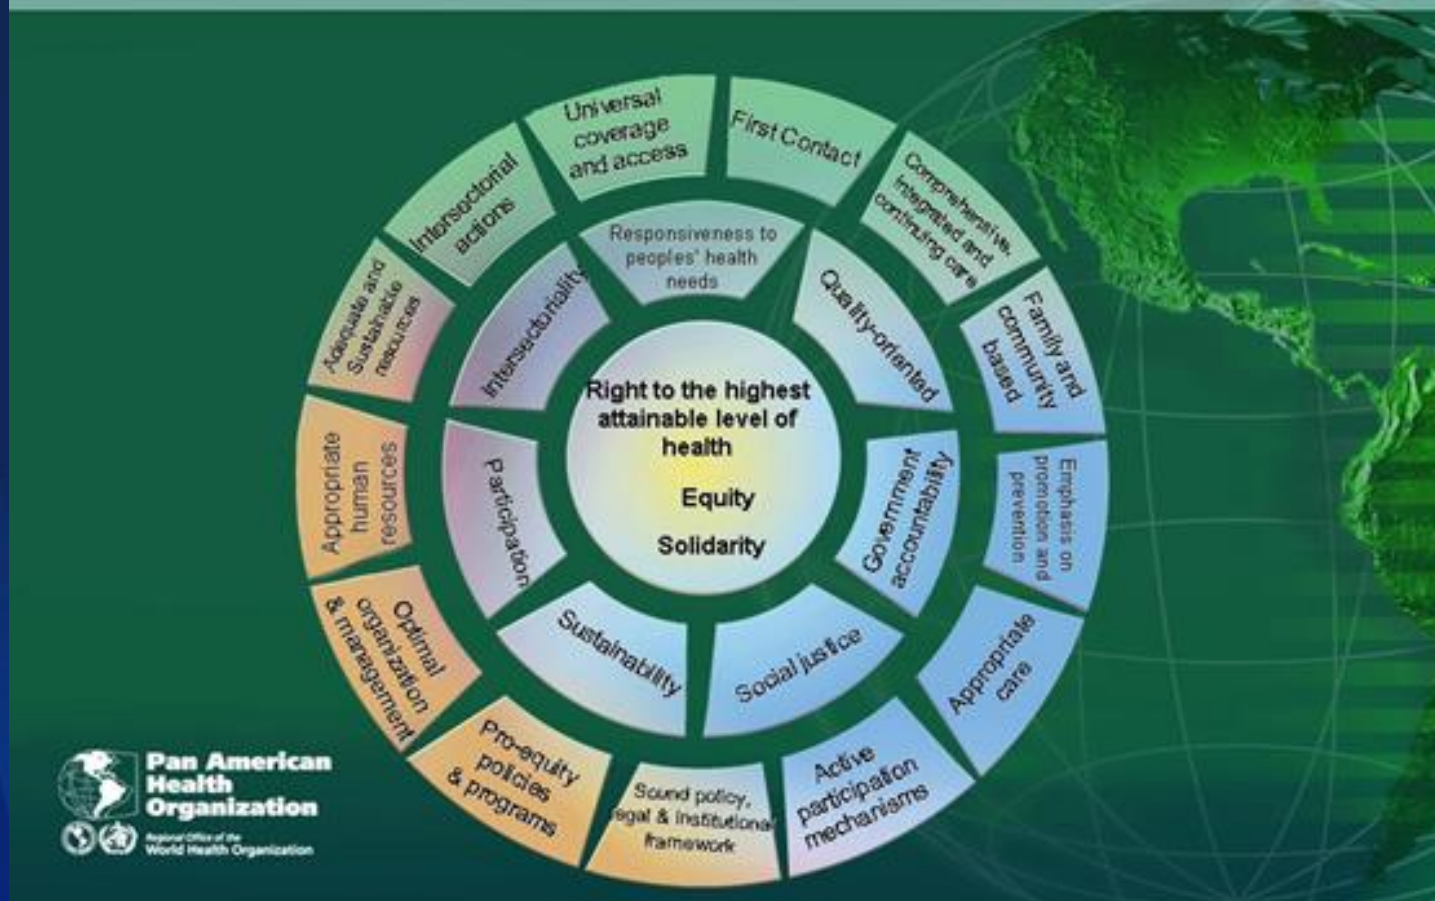 Universal
coverage
and access
First Contact
Comprehensive,
integrated and
continuing care
Family and
community
based
Emphasis on
promotion and
prevention
Appropriate
care
Active
participation
mechanisms
Sound policy,
legal & institutional
framework
Pro-equity
policies
& programs
Optimal
organization
& management
Appropriate
human
resources
Adequate and
Sustainable
resources
Intersectorial
actions
Responsiveness to
peoples' health
needs
Quality-oriented
Government
accountability
Social justice
Sustainability
Participation
Intersectoriality
Right to the highest
attainable level of
health
Equity
Solidarity
Pan American
Health
Organization
Regional Office of the
World Health Organization